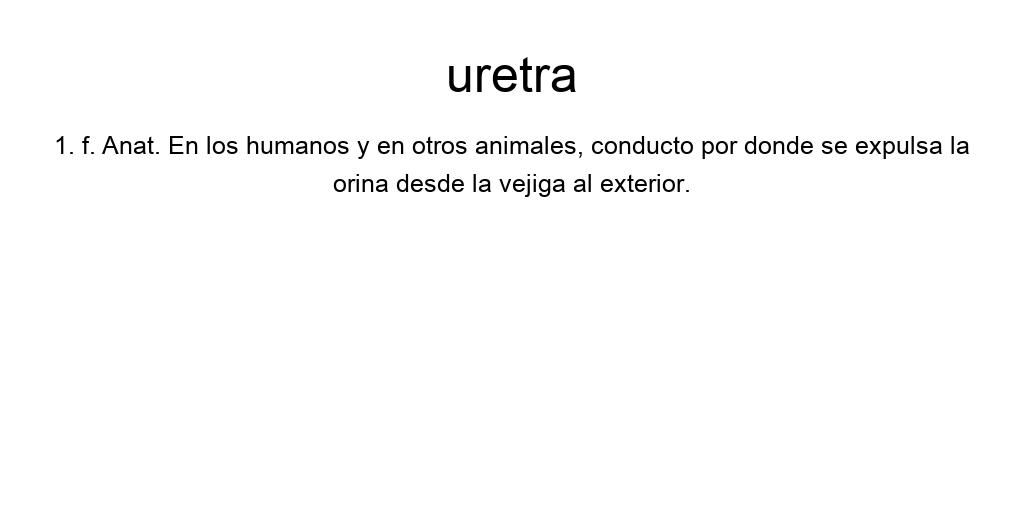 uretra
1. f. Anat. En los humanos y en otros animales, conducto por donde se expulsa la
orina desde la vejiga al exterior.